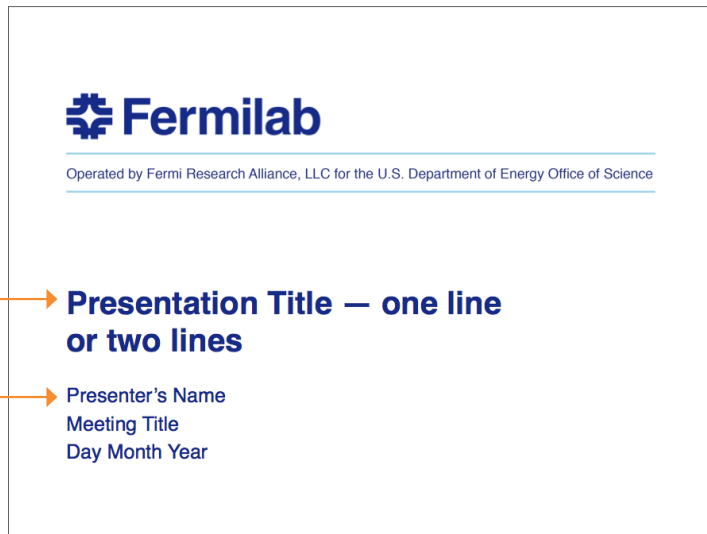 Fermilab
Operated by Fermi Research Alliance, LLC for the U.S. Department of Energy Office of Science
Presentation Title — one line
or two lines
Presenter’s Name
Meeting Title
Day Month Year